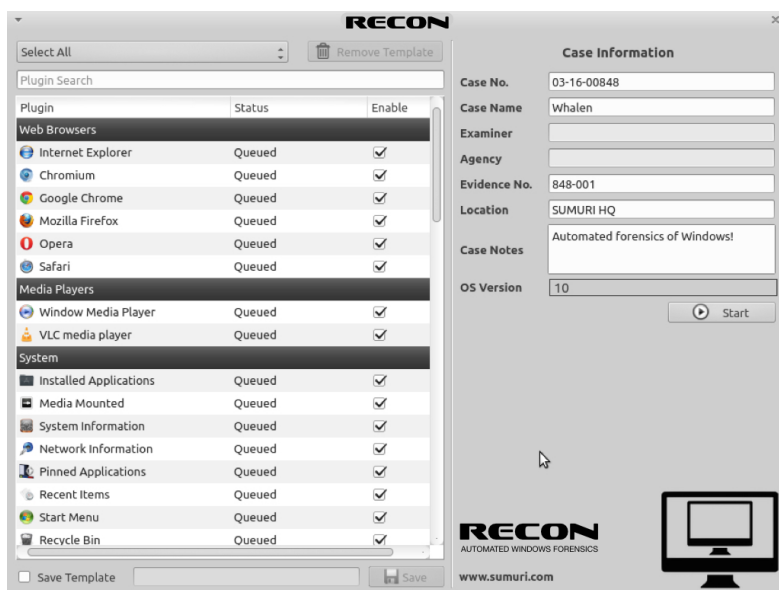 RECON
Select All
Remove Template
Plugin Search
Plugin Status Enable
Web Browsers
Internet Explorer Queued
Chromium Queued
Google Chrome Queued
Mozilla Firefox Queued
Opera Queued
Safari Queued
Media Players
Window Media Player Queued
VLC media player Queued
System
Installed Applications Queued
Media Mounted Queued
System Information Queued
Network Information Queued
Pinned Applications Queued
Recent Items Queued
Start Menu Queued
Recycle Bin Queued
Save Template
Save
Case Information
Case No. 03-16-00848
Case Name Whalen
Examiner
Agency
Evidence No. 848-001
Location SUMURI HQ
Case Notes Automated forensics of Windows!
OS Version 10
Start
RECON
AUTOMATED WINDOWS FORENSICS
www.sumuri.com